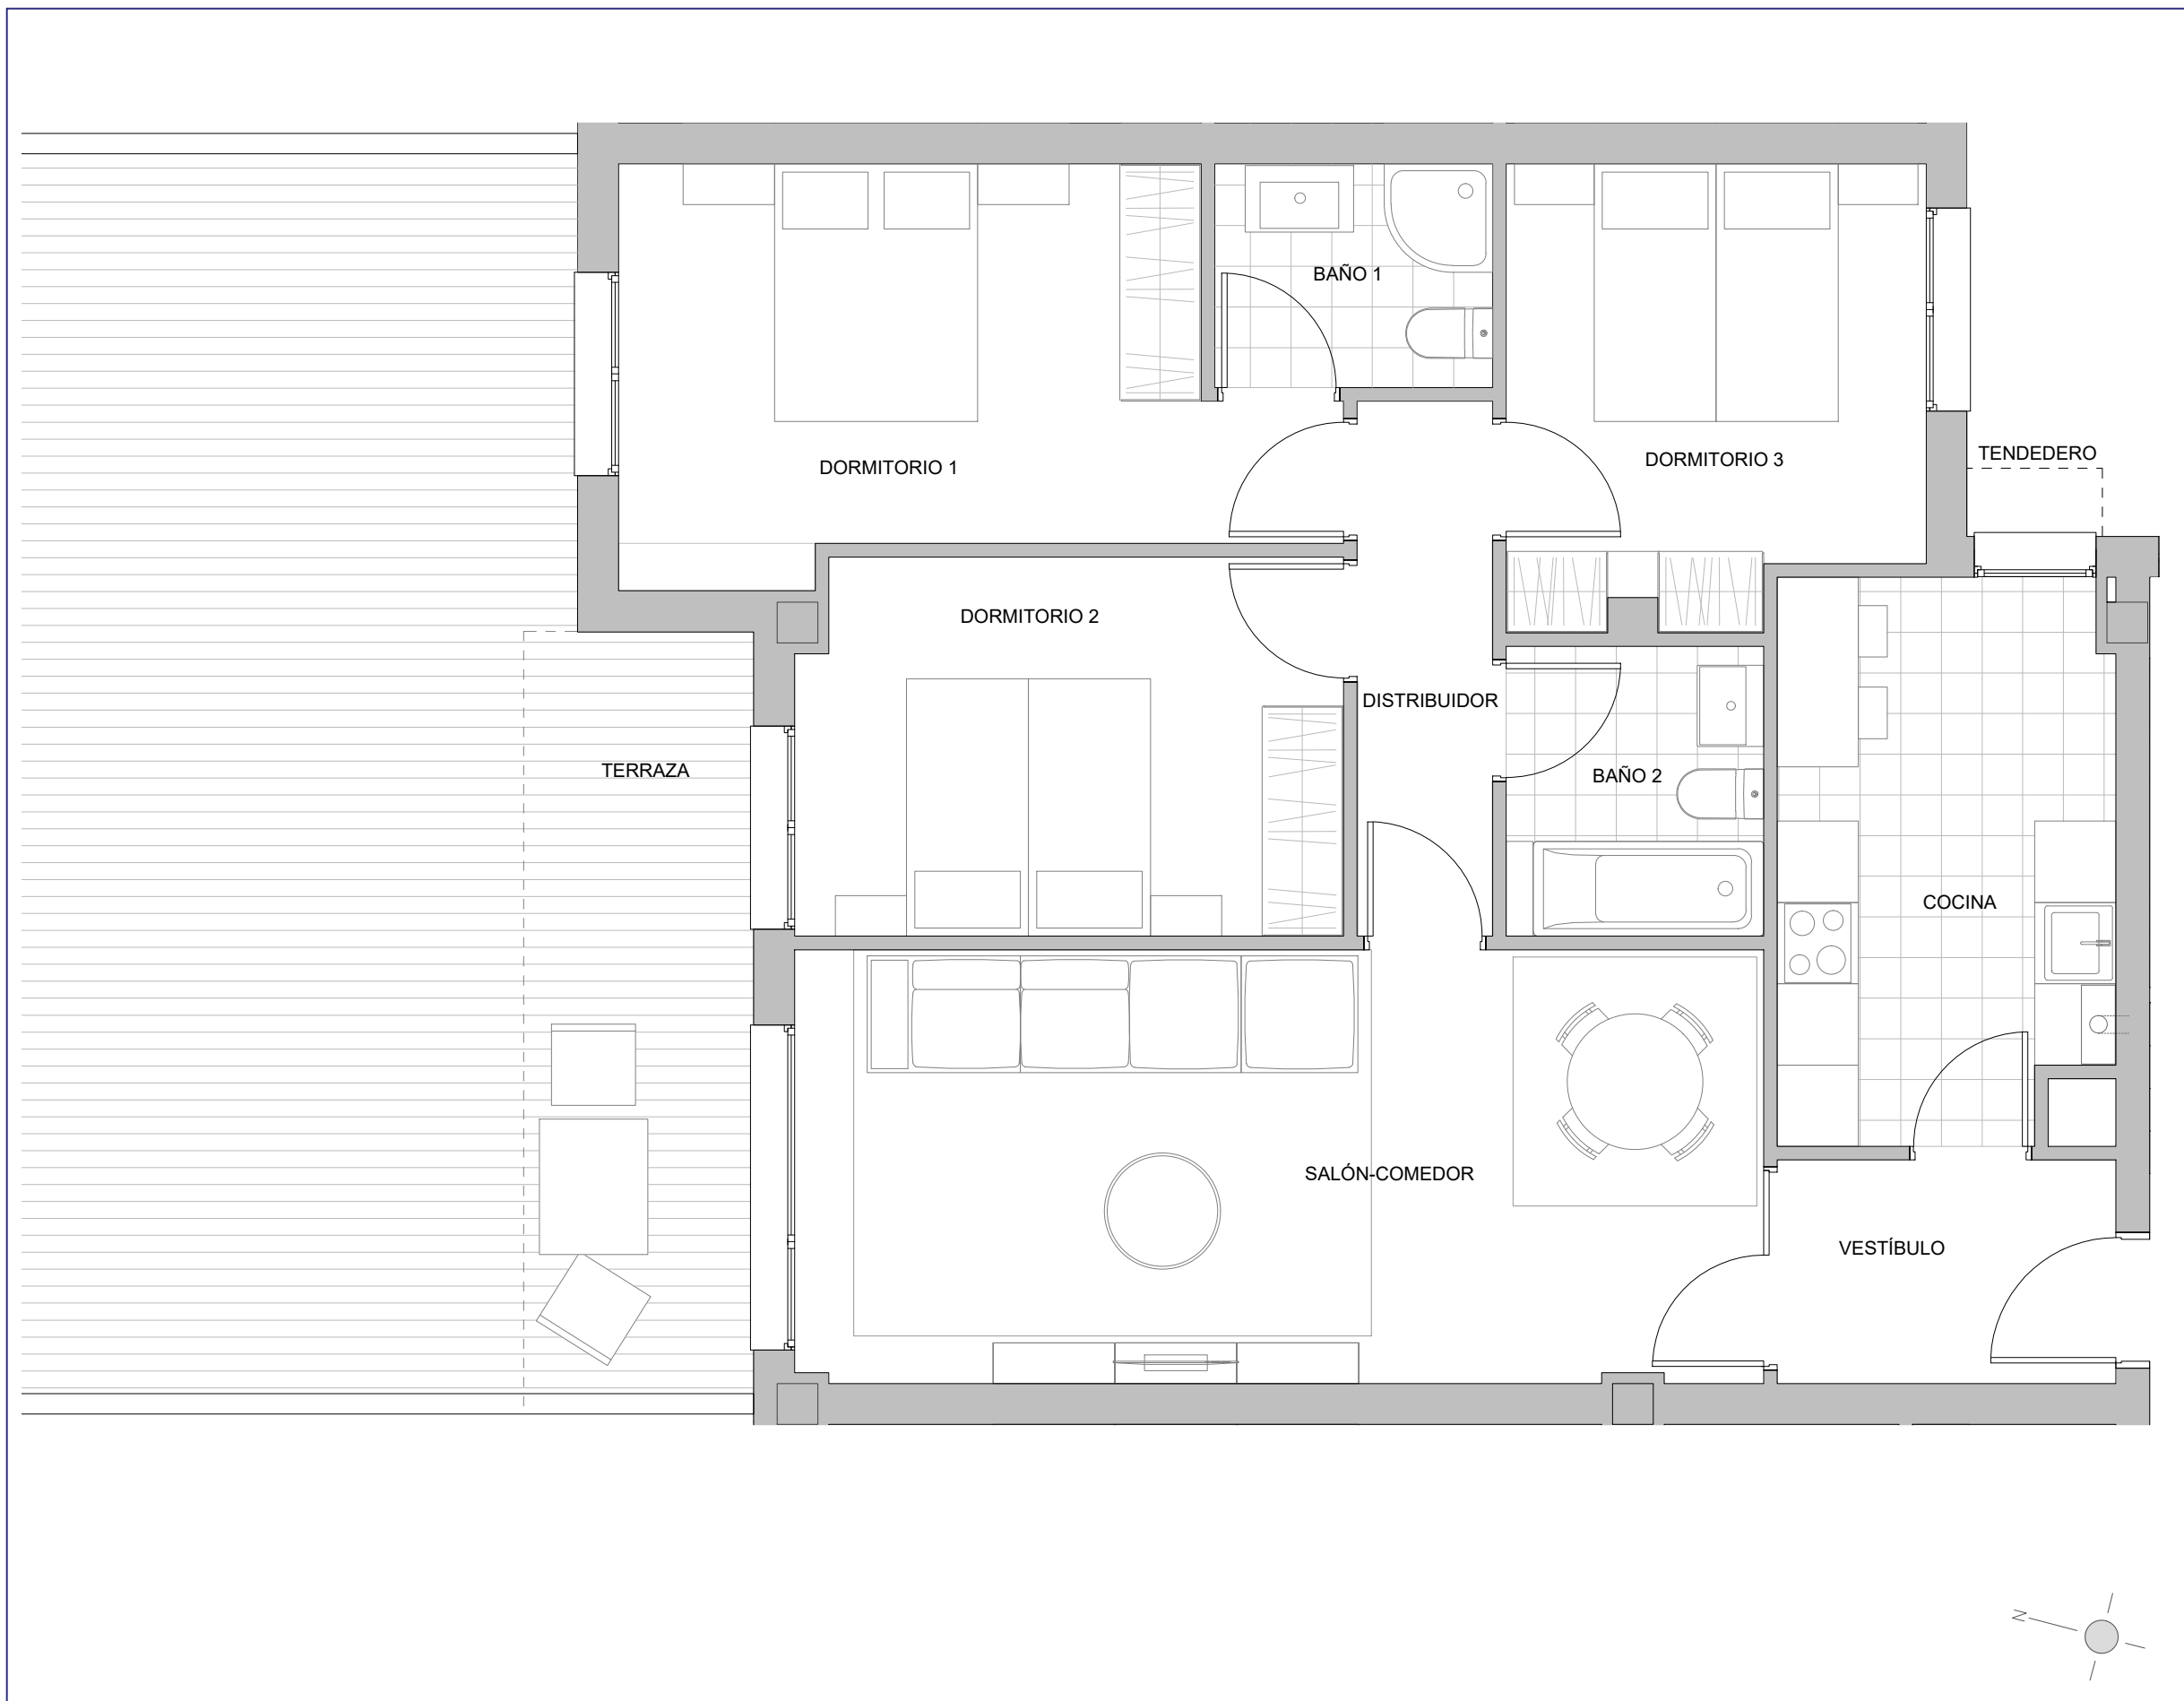 BAÑO 1
TENDEDERO
DORMITORIO 3
DORMITORIO 1
DORMITORIO 2
DISTRIBUIDOR
TERRAZA
BAÑO 2
COCINA
SALÓN-COMEDOR
VESTÍBULO
N